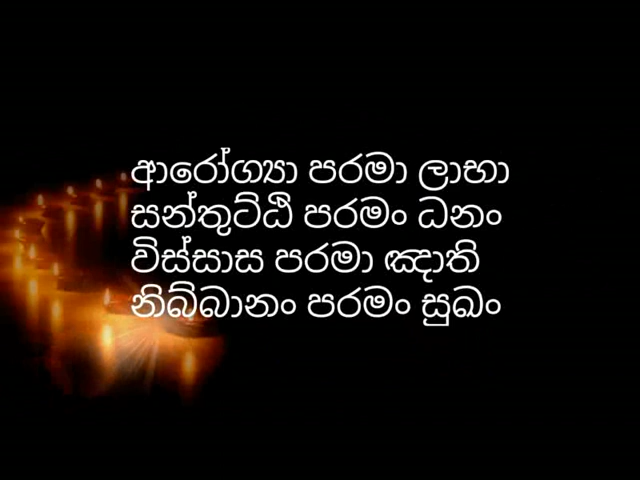 ආරෝග්‍යා පරමා ලාභා
සන්තුට්ඨි පරමං ධනං
විස්සාස පරමා ඤාති
නිබ්බානං පරමං සුඛං